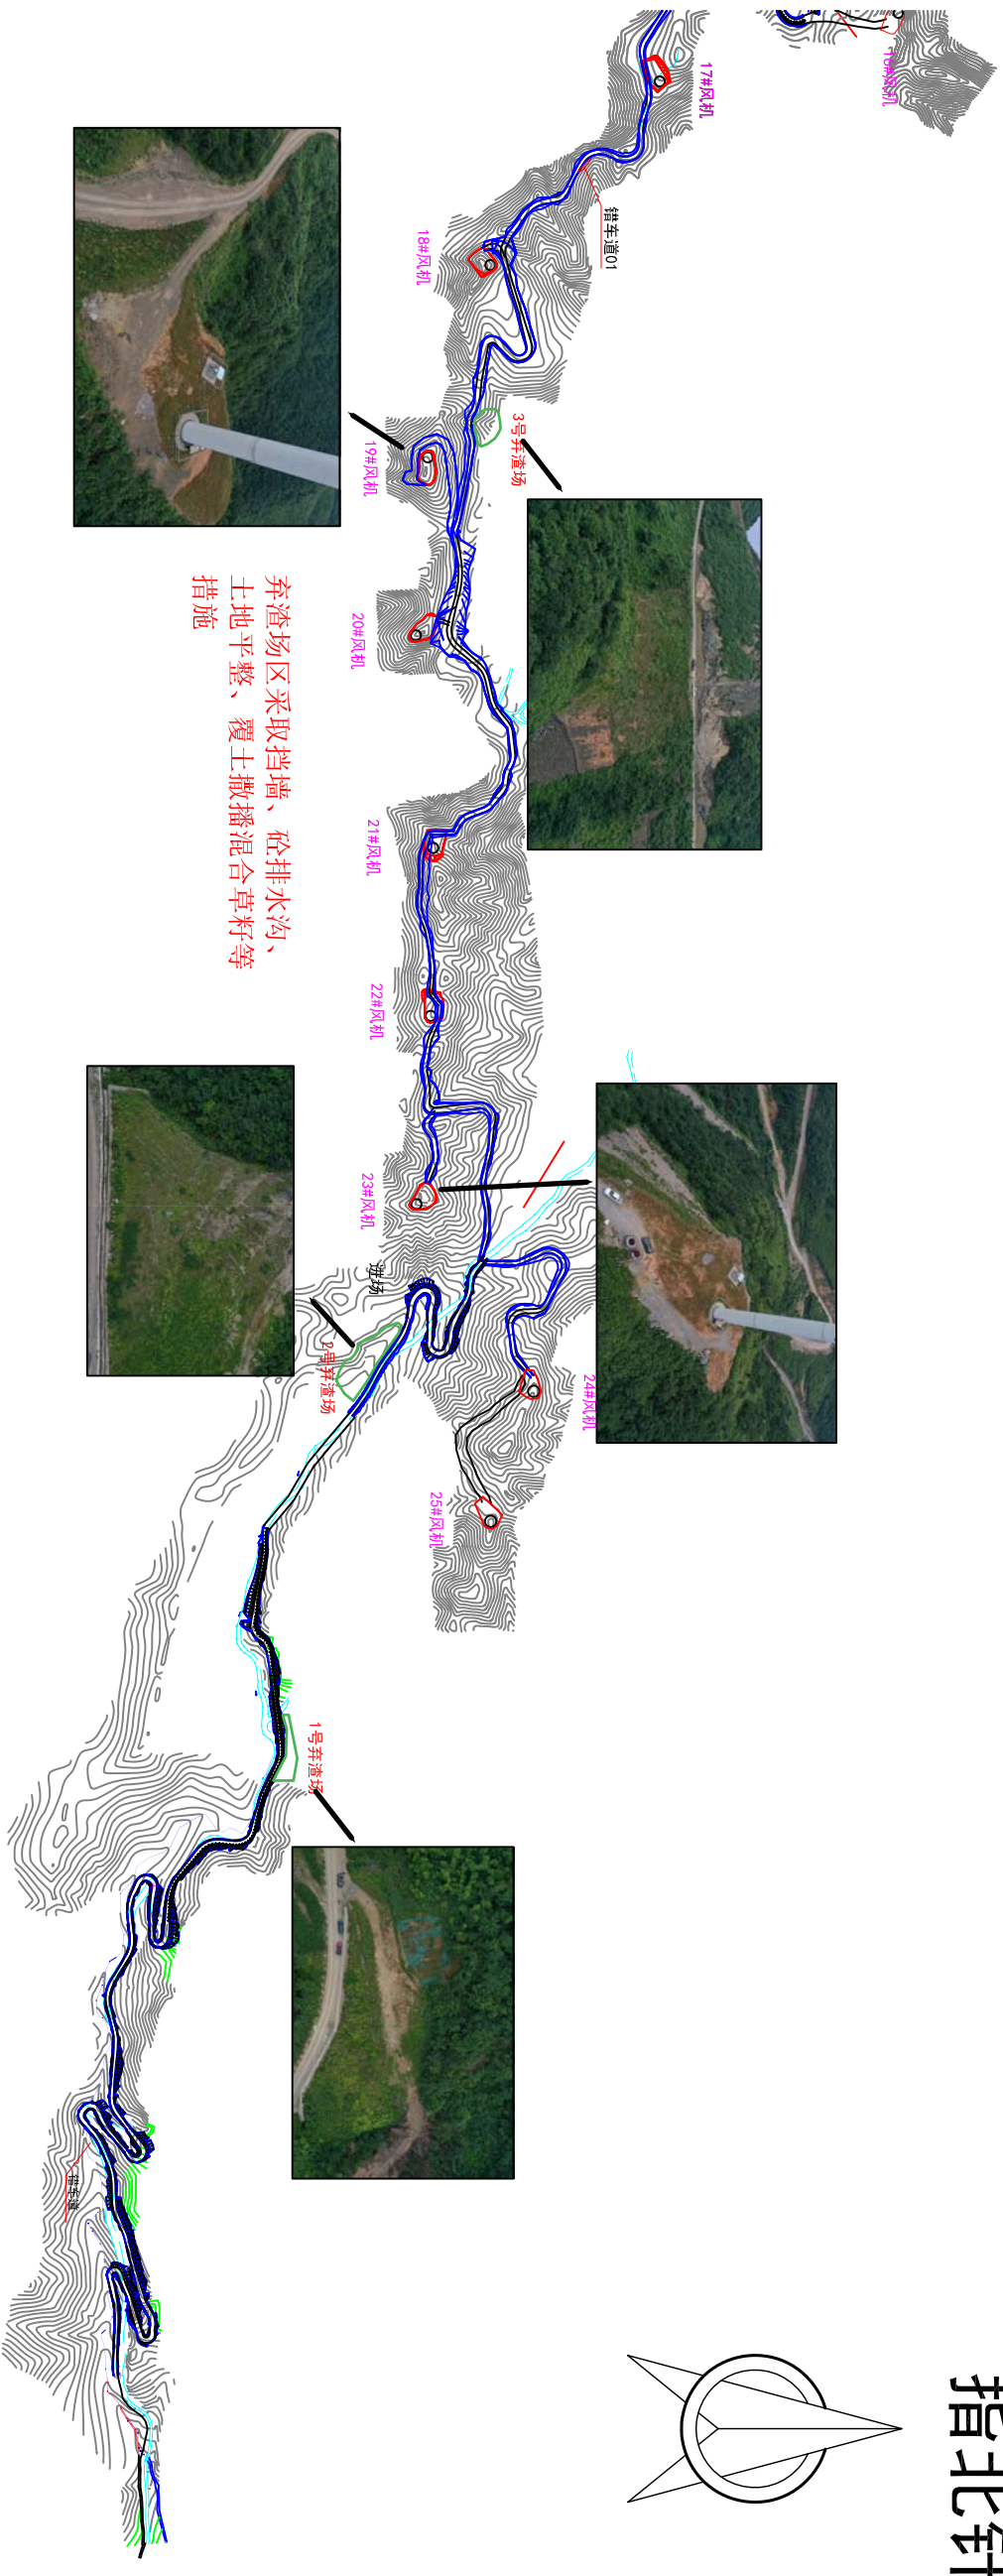 16#风机
17#风机
错车道01
18#风机
3号弃渣场
19#风机
20#风机
弃渣场区采取挡墙、砼排水沟、
土地平整、覆土撒播混合草籽等
措施
21#风机
22#风机
23#风机
进场
2号弃渣场
24#风机
25#风机
1号弃渣场
错车道
指北针